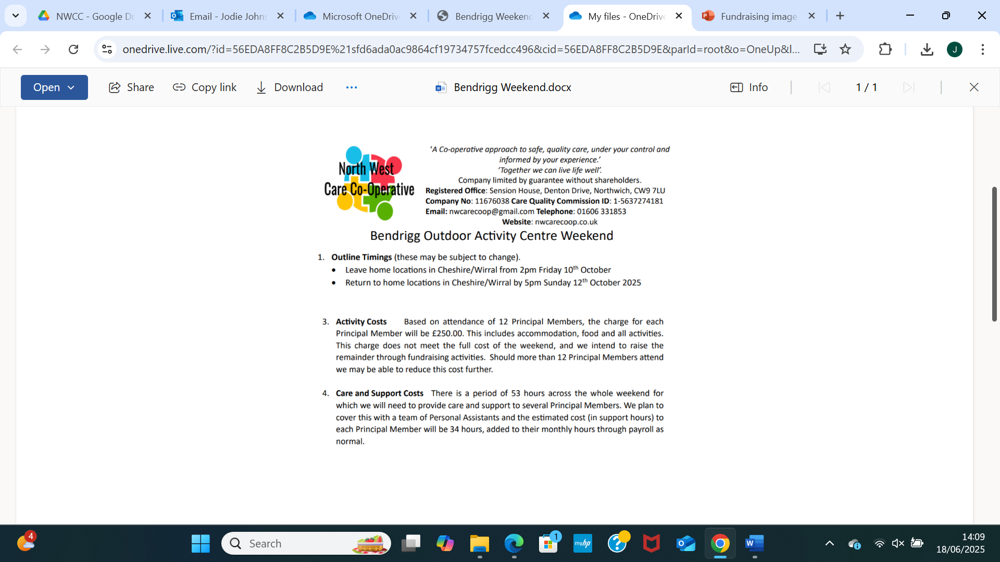 NWCC - Google Dr
Email - Jodie Johns
Microsoft OneDriv
Bendrigg Weekend
My files - OneDrive
Fundraising image
onedrive.live.com/?id=56EDA8FF8C2B5D9E%21sfd6ada0ac9864cf19734757fcedcc496&cid=56EDA8FF8C2B5D9E&parId=root&o=OneUp&l...
J
Open
Share
Copy link
Download
Bendrigg Weekend.docx
Info
1 / 1
North West
Care Co-Operative
‘A Co-operative approach to safe, quality care, under your control and
informed by your experience.’
‘Together we can live life well’.
Company limited by guarantee without shareholders.
Registered Office: Sension House, Denton Drive, Northwich, CW9 7LU
Company No: 11676038 Care Quality Commission ID: 1-5637274181
Email: nwcarecoop@gmail.com Telephone: 01606 331853
Website: nwcarecoop.co.uk
Bendrigg Outdoor Activity Centre Weekend
1. Outline Timings (these may be subject to change).
• Leave home locations in Cheshire/Wirral from 2pm Friday 10th October
• Return to home locations in Cheshire/Wirral by 5pm Sunday 12th October 2025
3. Activity Costs Based on attendance of 12 Principal Members, the charge for each
Principal Member will be £250.00. This includes accommodation, food and all activities.
This charge does not meet the full cost of the weekend, and we intend to raise the
remainder through fundraising activities. Should more than 12 Principal Members attend
we may be able to reduce this cost further.
4. Care and Support Costs There is a period of 53 hours across the whole weekend for
which we will need to provide care and support to several Principal Members. We plan to
cover this with a team of Personal Assistants and the estimated cost (in support hours) to
each Principal Member will be 34 hours, added to their monthly hours through payroll as
normal.
4
Search
1
myhp
14:09
18/06/2025